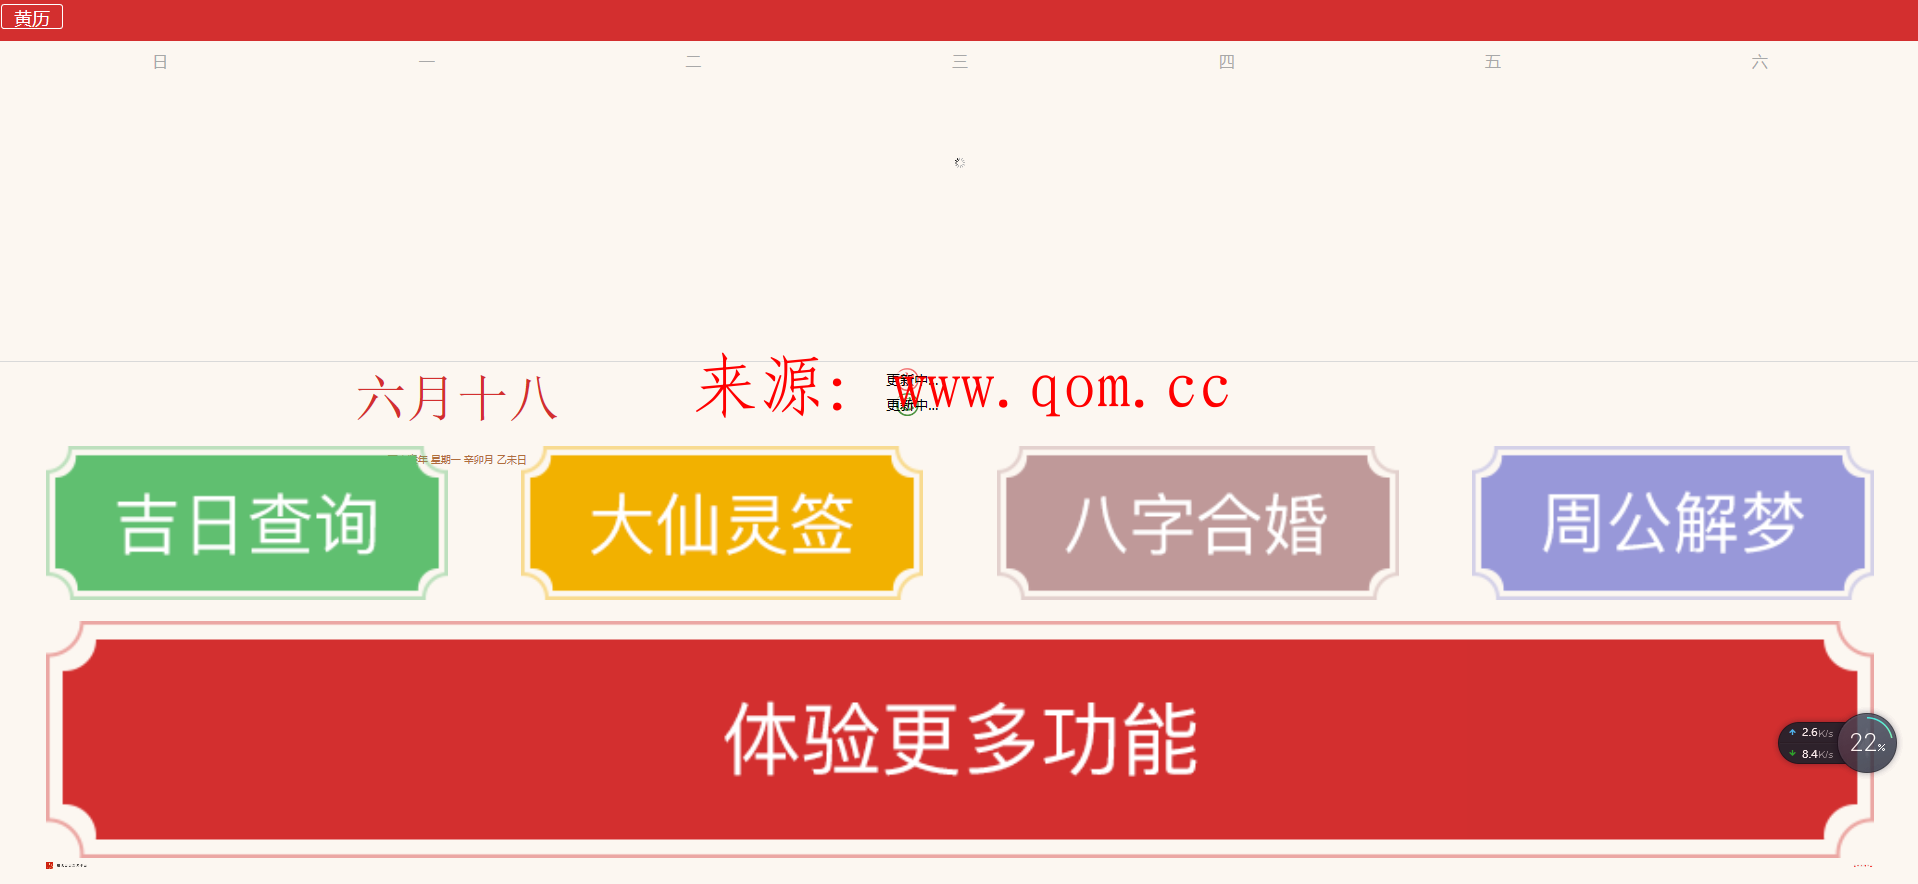 黄历
日 一 二 三 四 五 六
六月十八
来源: www.qom.cc
更新中...
更新中...
年 星期一 辛卯月 乙未日
吉日查询 大仙灵签 八字合婚 周公解梦
体验更多功能
2.6K/s
8.4K/s
22%